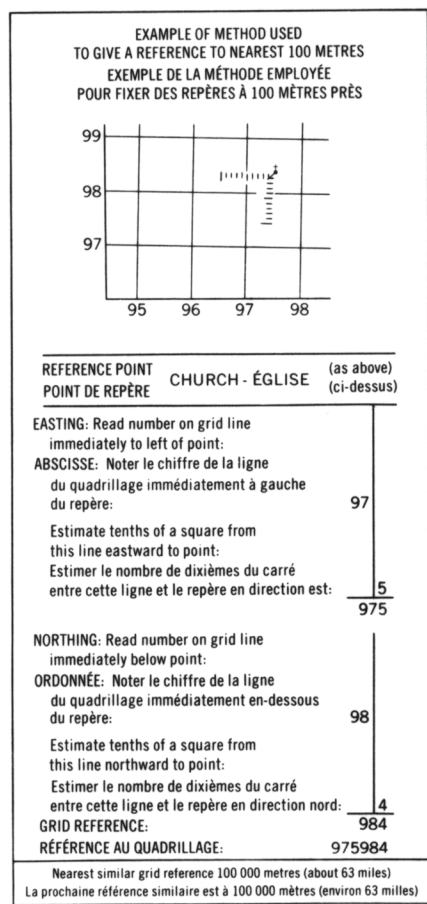 EXAMPLE OF METHOD USED
TO GIVE A REFERENCE TO NEAREST 100 METRES
EXEMPLE DE LA MÉTHODE EMPLOYÉE
POUR FIXER DES REPÈRES À 100 MÈTRES PRÈS
99
98
97
95 96 97 98
REFERENCE POINT
POINT DE REPÈRE
CHURCH - ÉGLISE
(as above)
(ci-dessus)
EASTING: Read number on grid line
immediately to left of point:
ABSCISSE: Noter le chiffre de la ligne
du quadrillage immédiatement à gauche
du repère: 97
Estimate tenths of a square from
this line eastward to point:
Estimer le nombre de dixièmes du carré
entre cette ligne et le repère en direction est: 5
975
NORTHING: Read number on grid line
immediately below point:
ORDONNÉE: Noter le chiffre de la ligne
du quadrillage immédiatement en-dessous
du repère: 98
Estimate tenths of a square from
this line northward to point:
Estimer le nombre de dixièmes du carré
entre cette ligne et le repère en direction nord: 4
GRID REFERENCE: 984
RÉFÉRENCE AU QUADRILLAGE: 975984
Nearest similar grid reference 100 000 metres (about 63 miles)
La prochaine référence similaire est à 100 000 mètres (environ 63 milles)